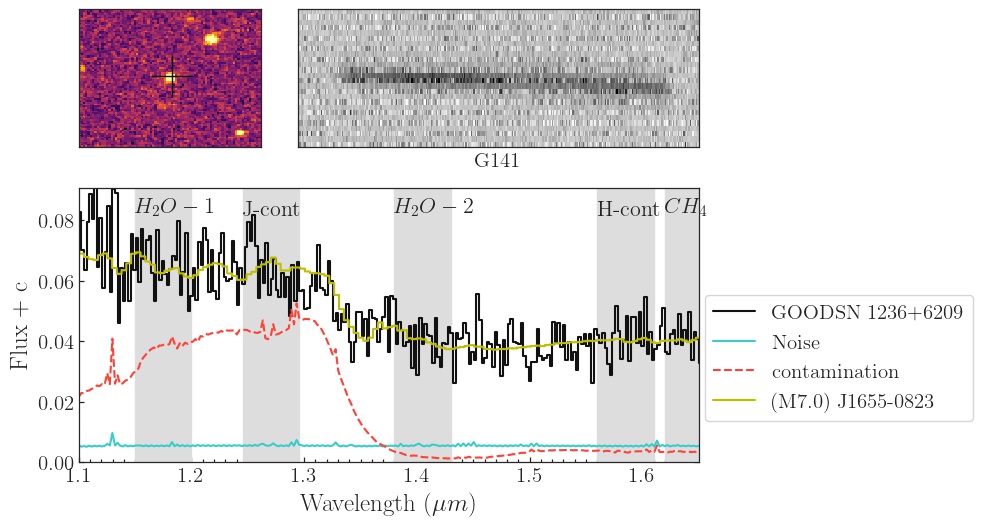 G141
H₂O − 1
J-cont
H₂O − 2
H-cont
CH₄
0.08
0.06
0.04
0.02
0.00
Flux + c
1.1
1.2
1.3
1.4
1.5
1.6
Wavelength (μm)
GOODSN 1236+6209
Noise
contamination
(M7.0) J1655-0823